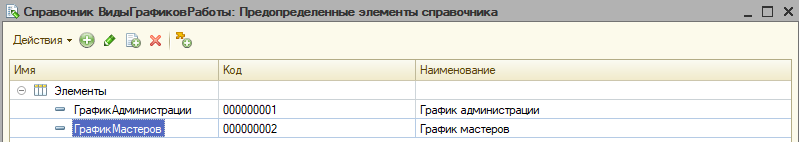 Справочник ВидыГрафиковРаботы: Предопределенные элементы справочника
Действия
Имя Код Наименование
Элементы
ГрафикАдминистрации 000000001 График администрации
ГрафикМастеров 000000002 График мастеров